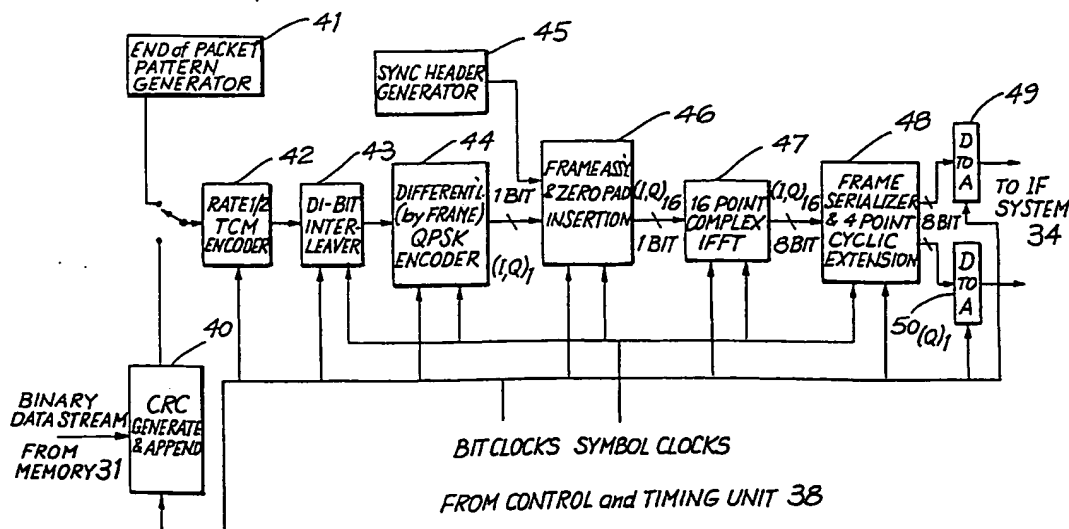 41
END of PACKET
PATTERN
GENERATOR
45
SYNC HEADER
GENERATOR
42
RATE 1/2
TCM
ENCODER
43
DI-BIT
INTER-
LEAVER
44
DIFFERENTIL
(by FRAME)
QPSK
ENCODER
1 BIT
(I,Q)1
46
FRAME ASSY
& ZERO PAD
INSERTION
(I,Q)16
1 BIT
47
16 POINT
COMPLEX
IFFT
(I,Q)16
8 BIT
48
FRAME
SERIALIZER
& 4 POINT
CYCLIC
EXTENSION
8 BIT
49
D
TO
A
TO IF
SYSTEM
34
D
TO
A
50
(Q)1
40
CRC
GENERATE
& APPEND
BINARY
DATA STREAM
FROM
MEMORY 31
BIT CLOCKS SYMBOL CLOCKS
FROM CONTROL and TIMING UNIT 38